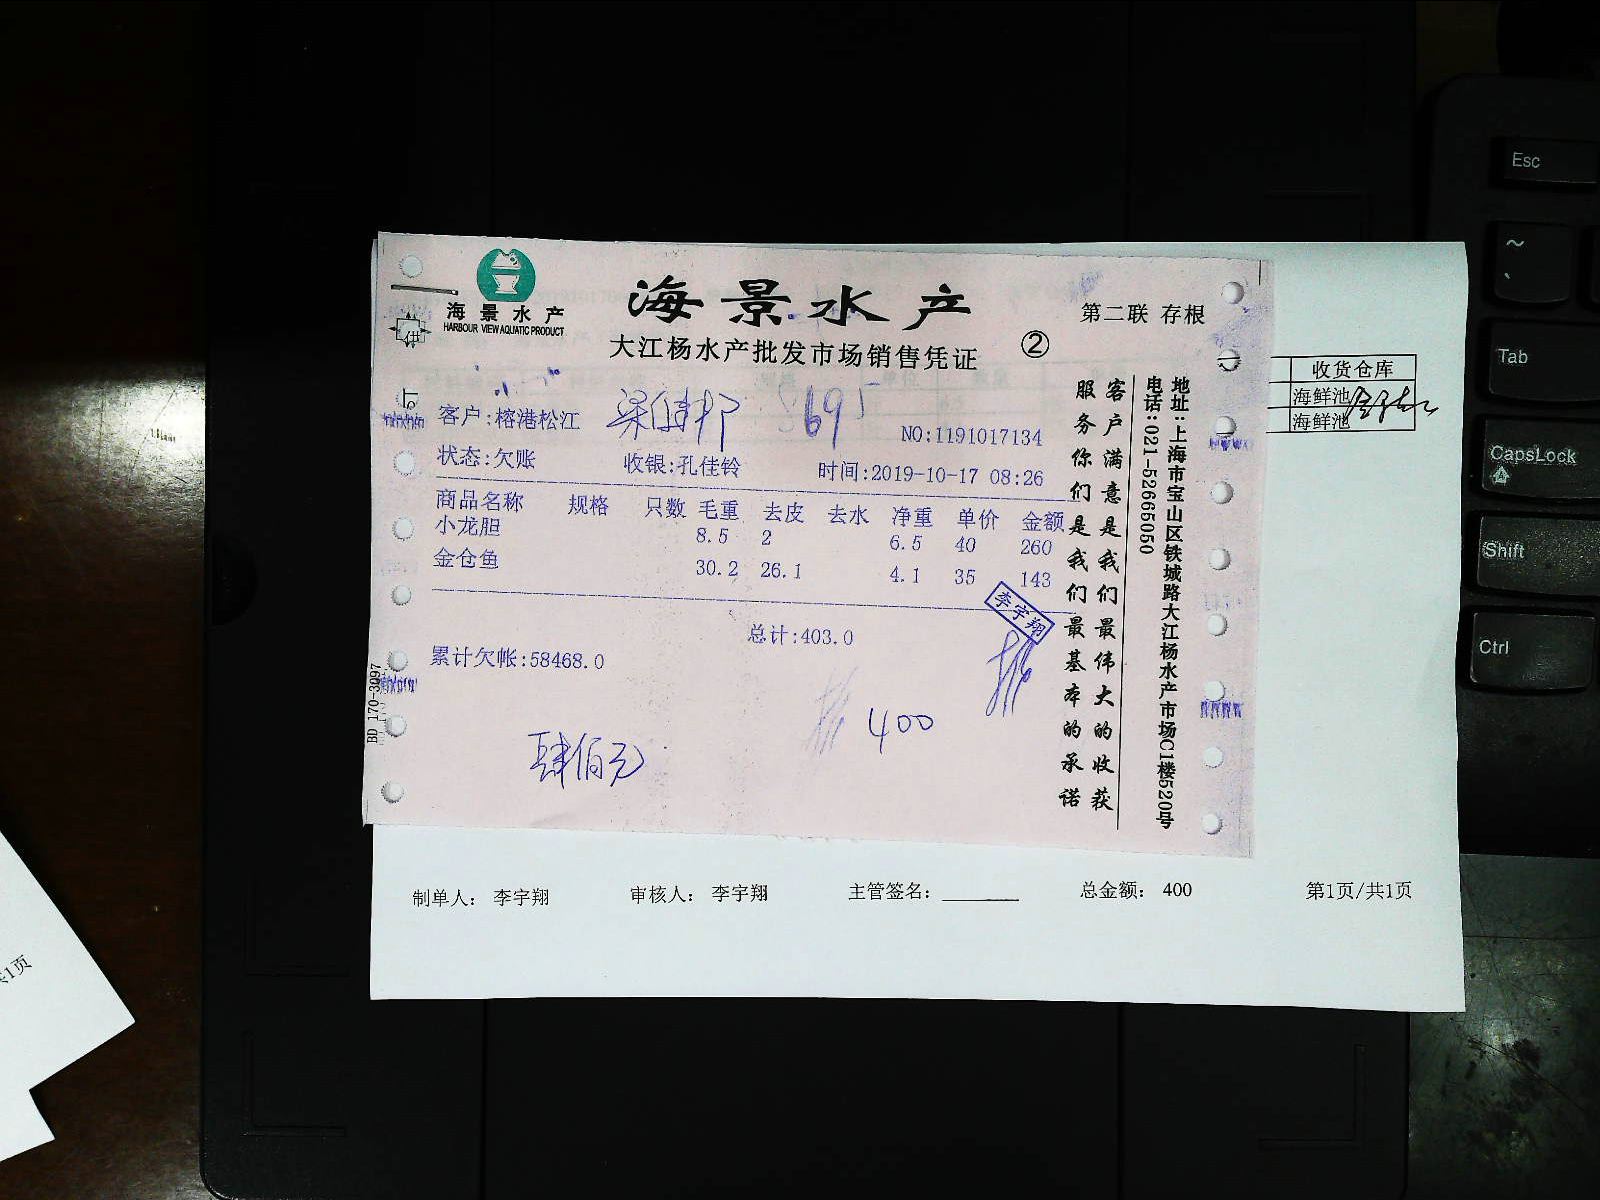 海景水产
HARBOUR VIEW AQUATIC PRODUCT
海景水产
大江杨水产批发市场销售凭证
②
第二联 存根
客户:榕港松江
5695
NO:1191017134
状态:欠账 收银:孔佳铃 时间:2019-10-17 08:26
商品名称 规格 只数 毛重 去皮 去水 净重 单价 金额
小龙胆 8.5 2 6.5 40 260
金仓鱼 30.2 26.1 4.1 35 143
李宇翔
总计:403.0
累计欠帐:58468.0
400
肆佰元
BD 170-3097
客户满意是我们最伟大的收获
服务你们是我们最基本的承诺
地址:上海市宝山区铁城路大江杨水产市场C1楼520号
电话:021-52665050
收货仓库
海鲜池
海鲜池
制单人: 李宇翔 审核人: 李宇翔 主管签名: 总金额: 400 第1页/共1页
共1页
Esc
~
Tab
CapsLock
Shift
Ctrl